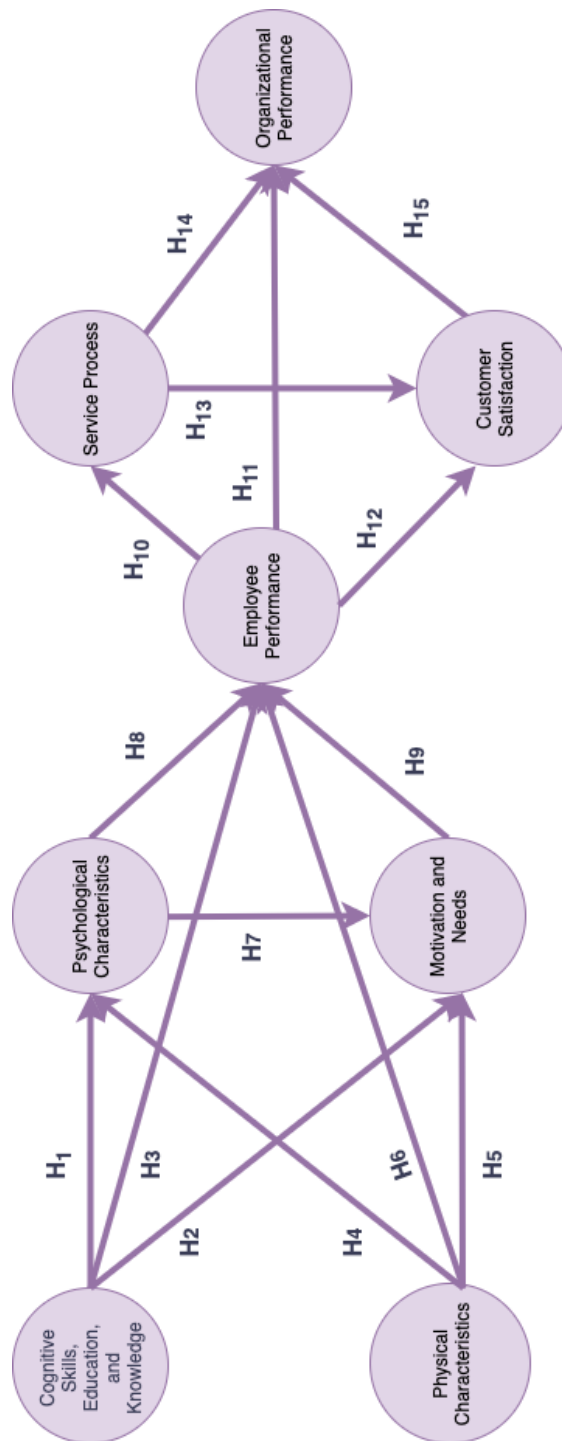 Cognitive
Skills,
Education,
and
Knowledge
Physical
Characteristics
H1
H3
H2
H4
H6
H5
Psychological
Characteristics
H7
Motivation and
Needs
H8
H9
Employee
Performance
H10
H11
H12
Service Process
H13
Customer
Satisfaction
H14
H15
Organizational
Performance